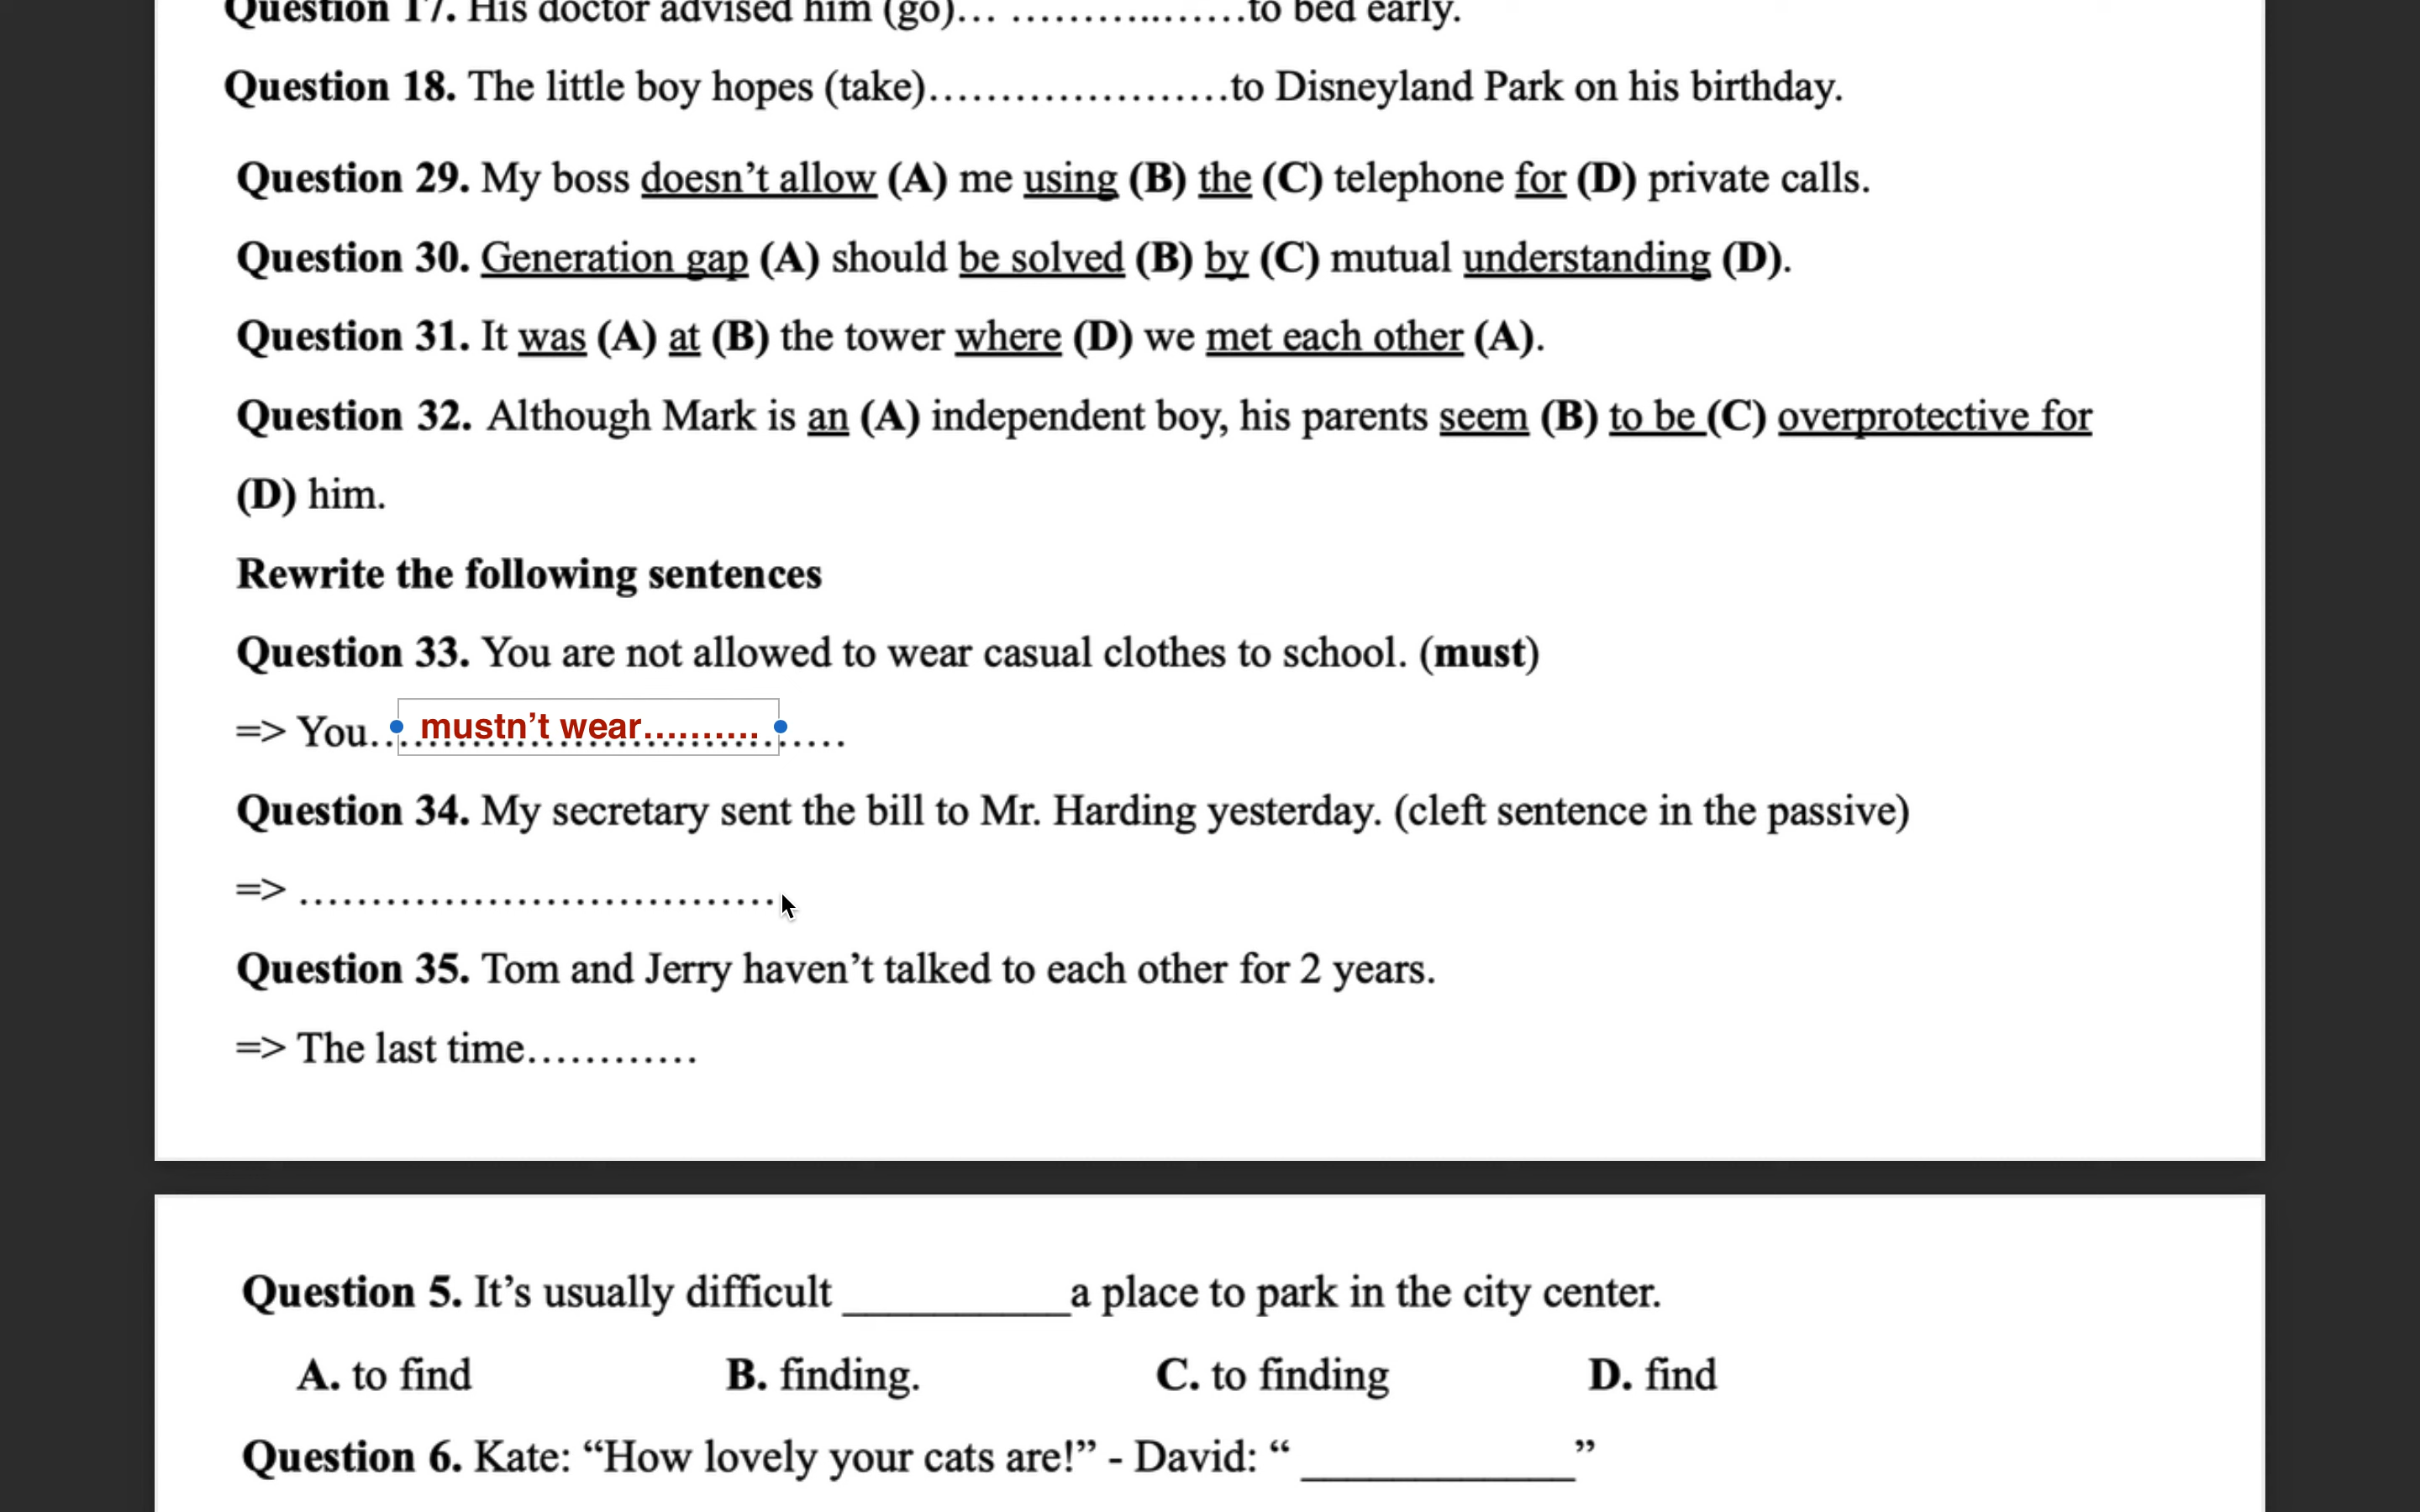 Question 17. His doctor advised him (go)… …………..……to bed early.
Question 18. The little boy hopes (take)…………………to Disneyland Park on his birthday.
Question 29. My boss doesn’t allow (A) me using (B) the (C) telephone for (D) private calls.
Question 30. Generation gap (A) should be solved (B) by (C) mutual understanding (D).
Question 31. It was (A) at (B) the tower where (D) we met each other (A).
Question 32. Although Mark is an (A) independent boy, his parents seem (B) to be (C) overprotective for
(D) him.
Rewrite the following sentences
Question 33. You are not allowed to wear casual clothes to school. (must)
=> You……………………………
mustn’t wear……….
Question 34. My secretary sent the bill to Mr. Harding yesterday. (cleft sentence in the passive)
=> ……………………………
Question 35. Tom and Jerry haven’t talked to each other for 2 years.
=> The last time…………
Question 5. It’s usually difficult __________a place to park in the city center.
A. to find B. finding. C. to finding D. find
Question 6. Kate: “How lovely your cats are!” - David: “ ____________”